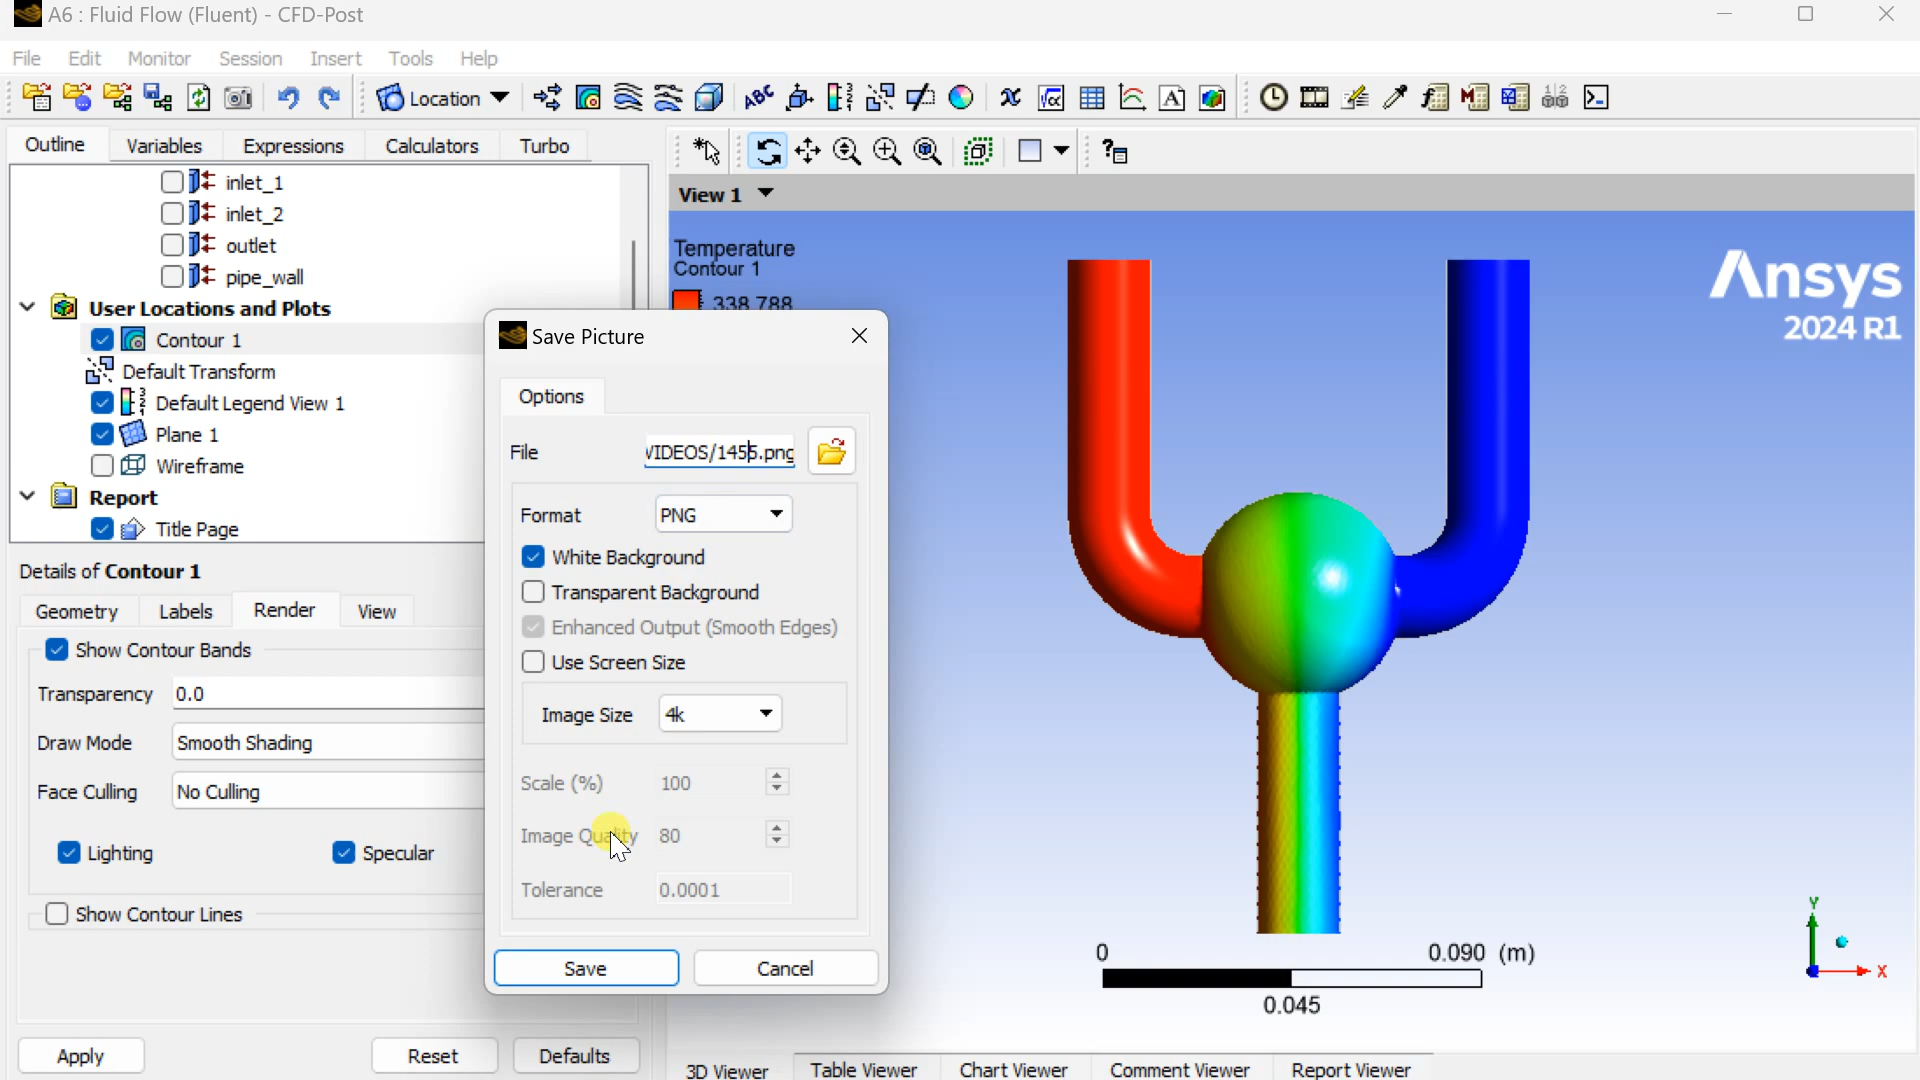 A6 : Fluid Flow (Fluent) - CFD-Post
File Edit Monitor Session Insert Tools Help
Location
Outline Variables Expressions Calculators Turbo
inlet_1
inlet_2
outlet
pipe_wall
User Locations and Plots
Contour 1
Default Transform
Default Legend View 1
Plane 1
Wireframe
Report
Title Page
Details of Contour 1
Geometry Labels Render View
Show Contour Bands
Transparency 0.0
Draw Mode Smooth Shading
Face Culling No Culling
Lighting Specular
Show Contour Lines
Apply Reset Defaults
Save Picture
Options
File VIDEOS/1455.png
Format PNG
White Background
Transparent Background
Enhanced Output (Smooth Edges)
Use Screen Size
Image Size 4k
Scale (%) 100
Image Quality 80
Tolerance 0.0001
Save Cancel
View 1
Temperature
Contour 1
338.788
Ansys
2024 R1
0 0.090 (m)
0.045
Y
X
3D Viewer Table Viewer Chart Viewer Comment Viewer Report Viewer